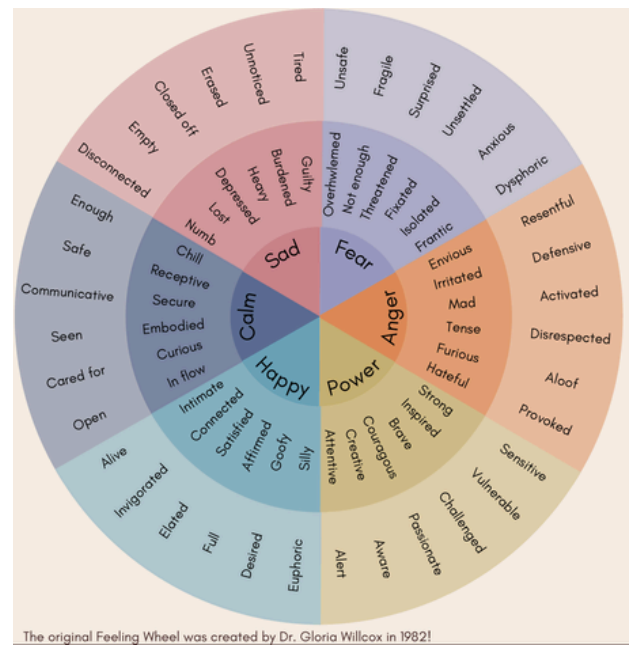 Sad
Fear
Anger
Power
Happy
Calm
Numb
Lost
Depressed
Heavy
Burdened
Guilty
Disconnected
Empty
Closed off
Erased
Unnoticed
Tired
Overhwlemed
Not enough
Threatened
Fixated
Isolated
Frantic
Unsafe
Fragile
Surprised
Unsettled
Anxious
Dysphoric
Envious
Irritated
Mad
Tense
Furious
Hateful
Resentful
Defensive
Activated
Disrespected
Aloof
Provoked
Strong
Inspired
Brave
Couragous
Creative
Attentive
Sensitive
Vulnerable
Challenged
Passionate
Aware
Alert
Intimate
Connected
Satisfied
Affirmed
Goofy
Silly
Alive
Invigorated
Elated
Full
Desired
Euphoric
Chill
Receptive
Secure
Embodied
Curious
In flow
Enough
Safe
Communicative
Seen
Cared for
Open
The original Feeling Wheel was created by Dr. Gloria Willcox in 1982!